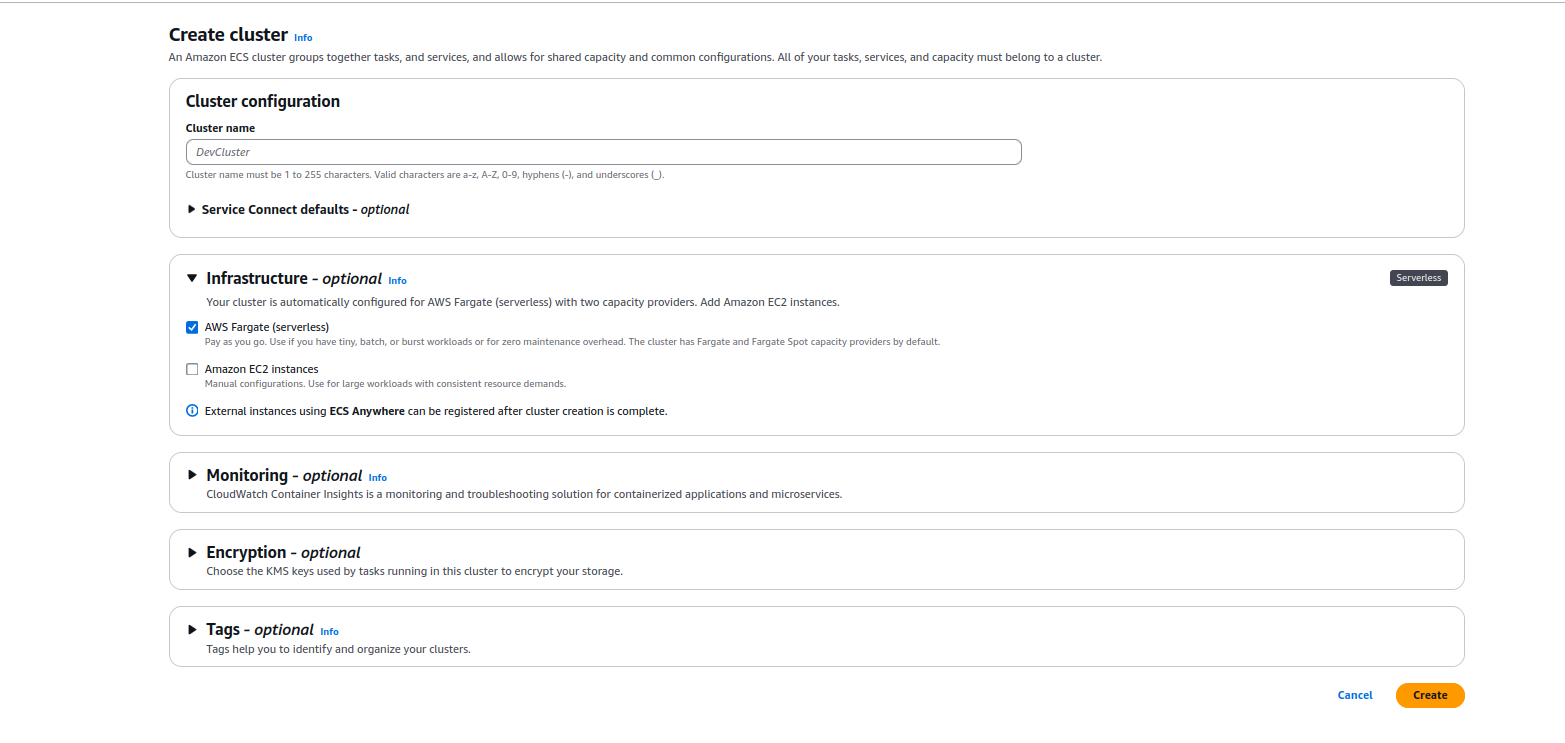 Create cluster Info
An Amazon ECS cluster groups together tasks, and services, and allows for shared capacity and common configurations. All of your tasks, services, and capacity must belong to a cluster.
Cluster configuration
Cluster name
DevCluster
Cluster name must be 1 to 255 characters. Valid characters are a-z, A-Z, 0-9, hyphens (-), and underscores (_).
Service Connect defaults - optional
Infrastructure - optional Info
Serverless
Your cluster is automatically configured for AWS Fargate (serverless) with two capacity providers. Add Amazon EC2 instances.
AWS Fargate (serverless)
Pay as you go. Use if you have tiny, batch, or burst workloads or for zero maintenance overhead. The cluster has Fargate and Fargate Spot capacity providers by default.
Amazon EC2 instances
Manual configurations. Use for large workloads with consistent resource demands.
External instances using ECS Anywhere can be registered after cluster creation is complete.
Monitoring - optional Info
CloudWatch Container Insights is a monitoring and troubleshooting solution for containerized applications and microservices.
Encryption - optional
Choose the KMS keys used by tasks running in this cluster to encrypt your storage.
Tags - optional Info
Tags help you to identify and organize your clusters.
Cancel
Create